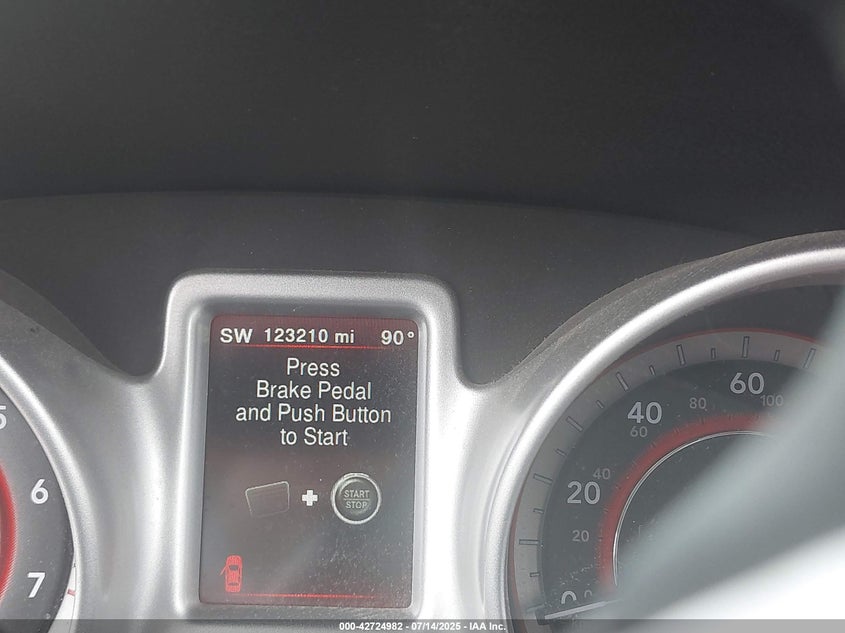 SW 123210 mi 90°
Press
Brake Pedal
and Push Button
to Start
START
STOP
5
6
7
0
20
40
60
20
40
60
80
100
000-42724982 - 07/14/2025 - IAA Inc.